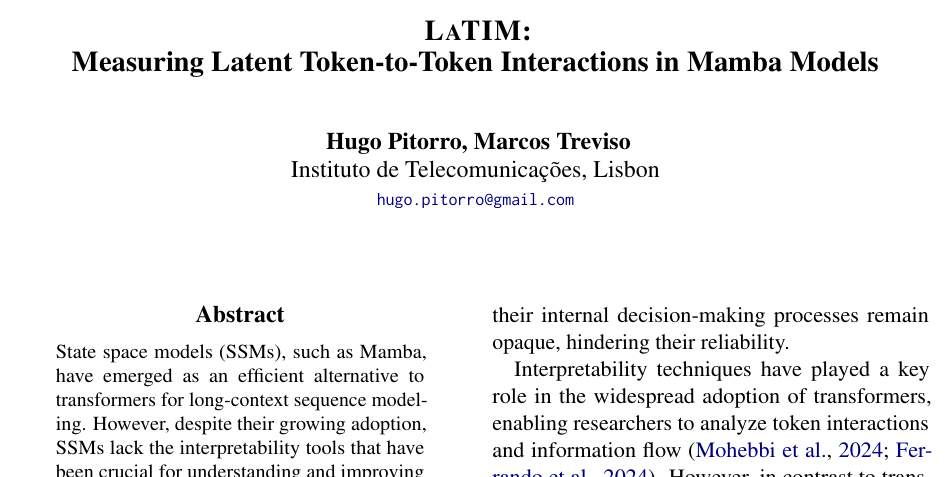 LATIM:
Measuring Latent Token-to-Token Interactions in Mamba Models
Hugo Pitorro, Marcos Treviso
Instituto de Telecomunicações, Lisbon
hugo.pitorro@gmail.com
Abstract
State space models (SSMs), such as Mamba,
have emerged as an efficient alternative to
transformers for long-context sequence model-
ing. However, despite their growing adoption,
SSMs lack the interpretability tools that have
been crucial for understanding and improving
their internal decision-making processes remain
opaque, hindering their reliability.
Interpretability techniques have played a key
role in the widespread adoption of transformers,
enabling researchers to analyze token interactions
and information flow (Mohebbi et al., 2024; Fer-
rando et al., 2024). However, in contrast to trans-